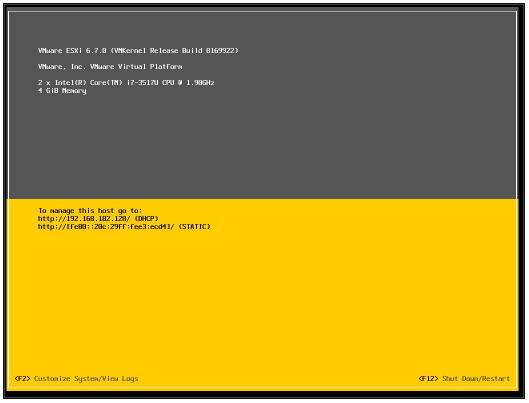 VMware ESXi 6.7.0 (VMKernel Release Build 8169922)
VMware, Inc. VMware Virtual Platform
2 x Intel(R) Core(TM) i7-3517U CPU @ 1.90GHz
4 GiB Memory
To manage this host go to:
http://192.168.182.128/ (DHCP)
http://[fe80::20c:29ff:fee3:ecd4]/ (STATIC)
<F2> Customize System/View Logs
<F12> Shut Down/Restart